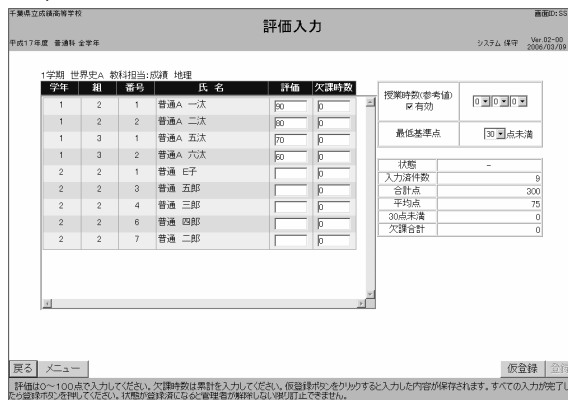 千葉県立成績高等学校
画面ID:SS
評価入力
平成17年度 普通科 全学年
システム 保守
Ver.02-00
2006/03/09
1学期 世界史A 教科担当:成績 地理
学年 組 番号 氏 名 評価 欠課時数
1 2 1 普通A 一汰 90 0
1 2 2 普通A 二汰 80 0
1 3 1 普通A 五汰 70 0
1 3 2 普通A 六汰 60 0
2 2 1 普通 E子 0
2 2 3 普通 五郎 0
2 2 4 普通 三郎 0
2 2 6 普通 四郎 0
2 2 7 普通 二郎 0
授業時数(参考値)
有効
0 0 0
最低基準点 30 点未満
状態 -
入力済件数 9
合計点 300
平均点 75
30点未満 0
欠課合計 0
戻る メニュー 仮登録 登録
評価は0~100点で入力してください。欠課時数は累計を入力してください。仮登録ボタンをクリックすると入力した内容が保存されます。すべての入力が完了し
たら登録ボタンを押してください。状態が登録済になると管理者が解除しない限り訂正できません。